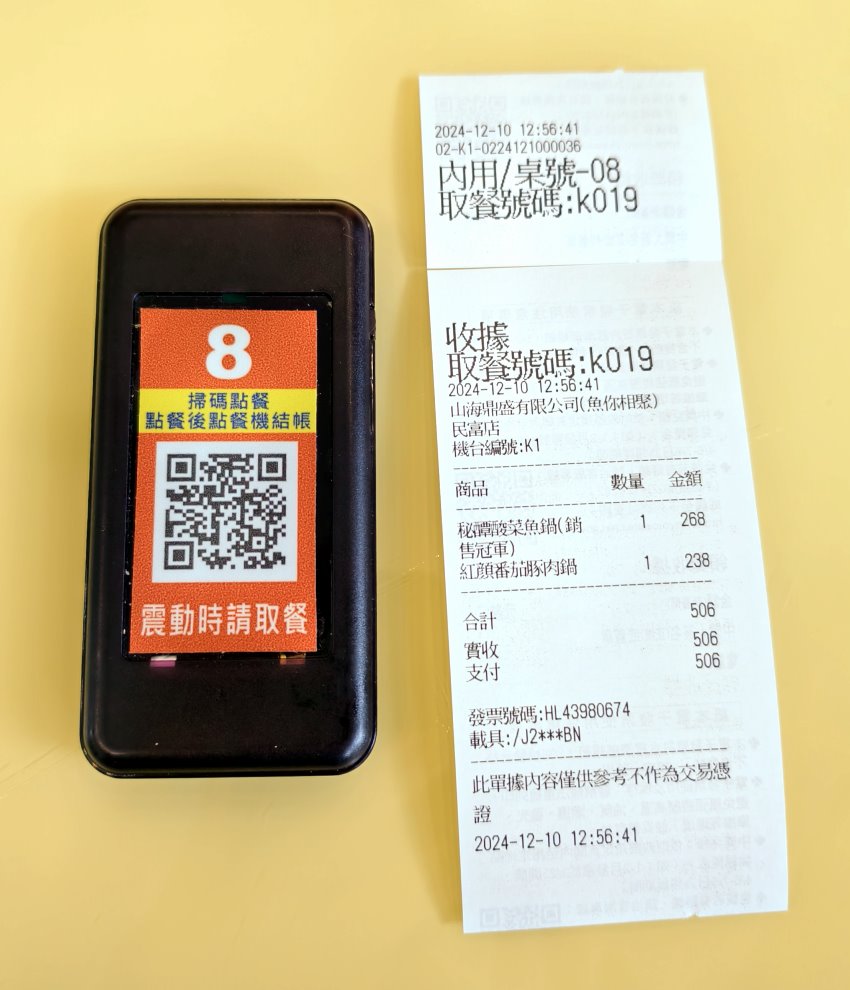 8
掃碼點餐
點餐後點餐機結帳
震動時請取餐
2024-12-10 12:56:41
02-K1-0224121000036
內用/桌號-08
取餐號碼:k019
收據
取餐號碼:k019
2024-12-10 12:56:41
山海鼎盛有限公司(魚你相聚)
民富店
機台編號:K1
商品 數量 金額
秘醰酸菜魚鍋(銷 1 268
售冠軍)
紅顏番茄豚肉鍋 1 238
合計 506
實收 506
支付 506
發票號碼:HL43980674
載具:/J2***BN
此單據內容僅供參考不作為交易憑
證
2024-12-10 12:56:41